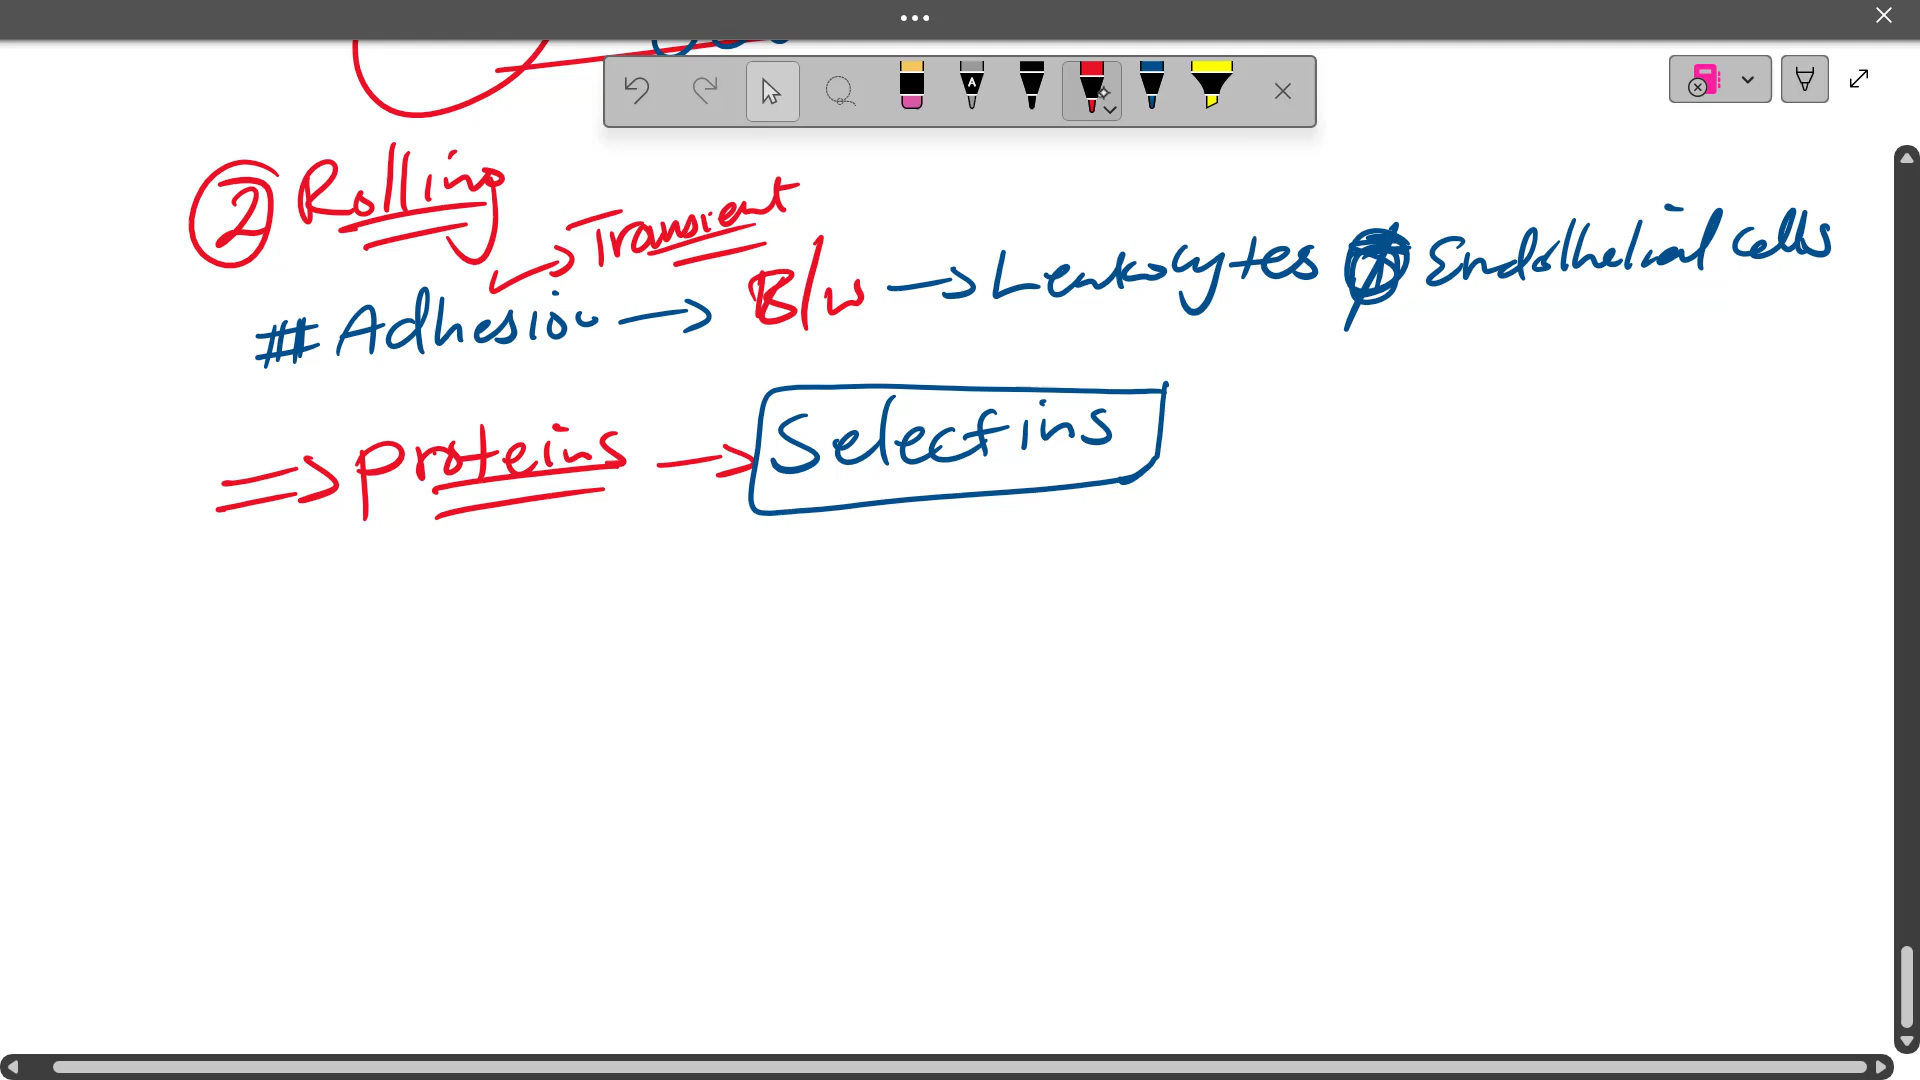 ② Rolling
Transient
# Adhesion → B/w → Leukocytes Endothelial cells
⇒ Proteins → Selectins